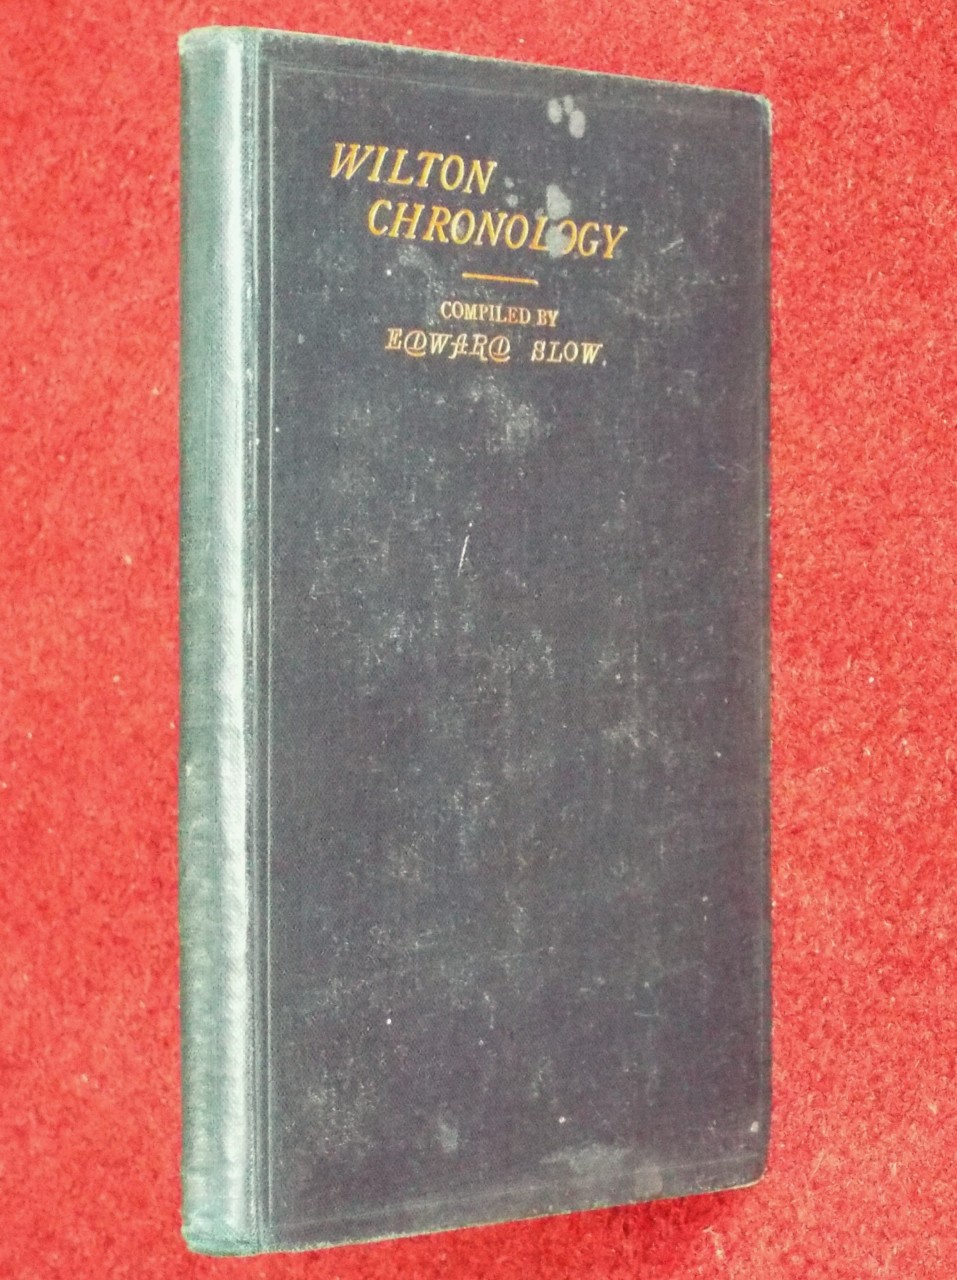 WILTON
CHRONOLOGY
COMPILED BY
EDWARD SLOW.